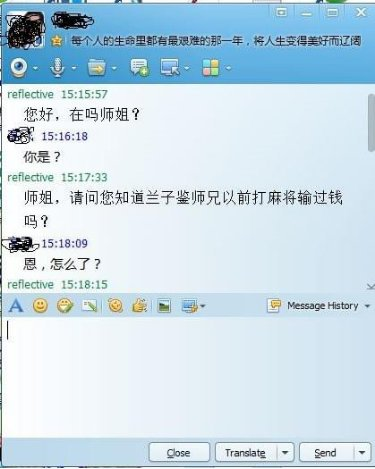 每个人的生命里都有最艰难的那一年，将人生变得美好而辽阔
reflective 15:15:57
您好，在吗师姐？
15:16:18
你是？
reflective 15:17:33
师姐，请问您知道兰子鉴师兄以前打麻将输过钱
吗？
15:18:09
恩，怎么了？
reflective 15:18:15
Message History
Close Translate Send